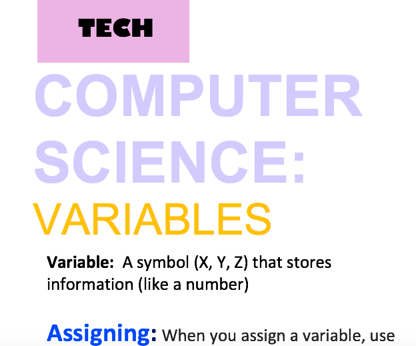 TECH
COMPUTER
SCIENCE:
VARIABLES
Variable: A symbol (X, Y, Z) that stores
information (like a number)
Assigning: When you assign a variable, use